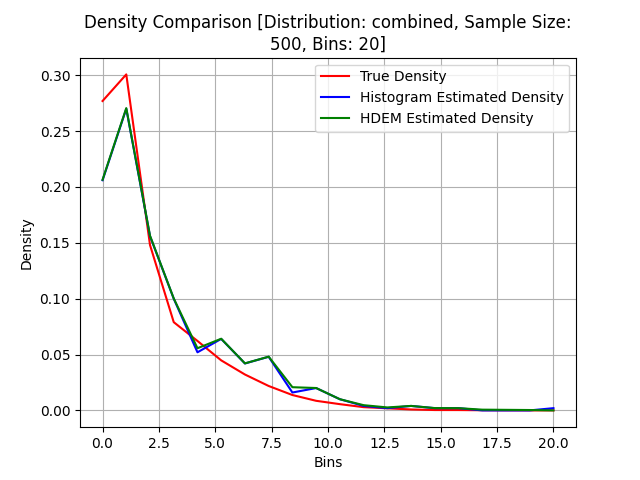 Density Comparison [Distribution: combined, Sample Size:
500, Bins: 20]
True Density
Histogram Estimated Density
HDEM Estimated Density
Density
0.30
0.25
0.20
0.15
0.10
0.05
0.00
0.0 2.5 5.0 7.5 10.0 12.5 15.0 17.5 20.0
Bins